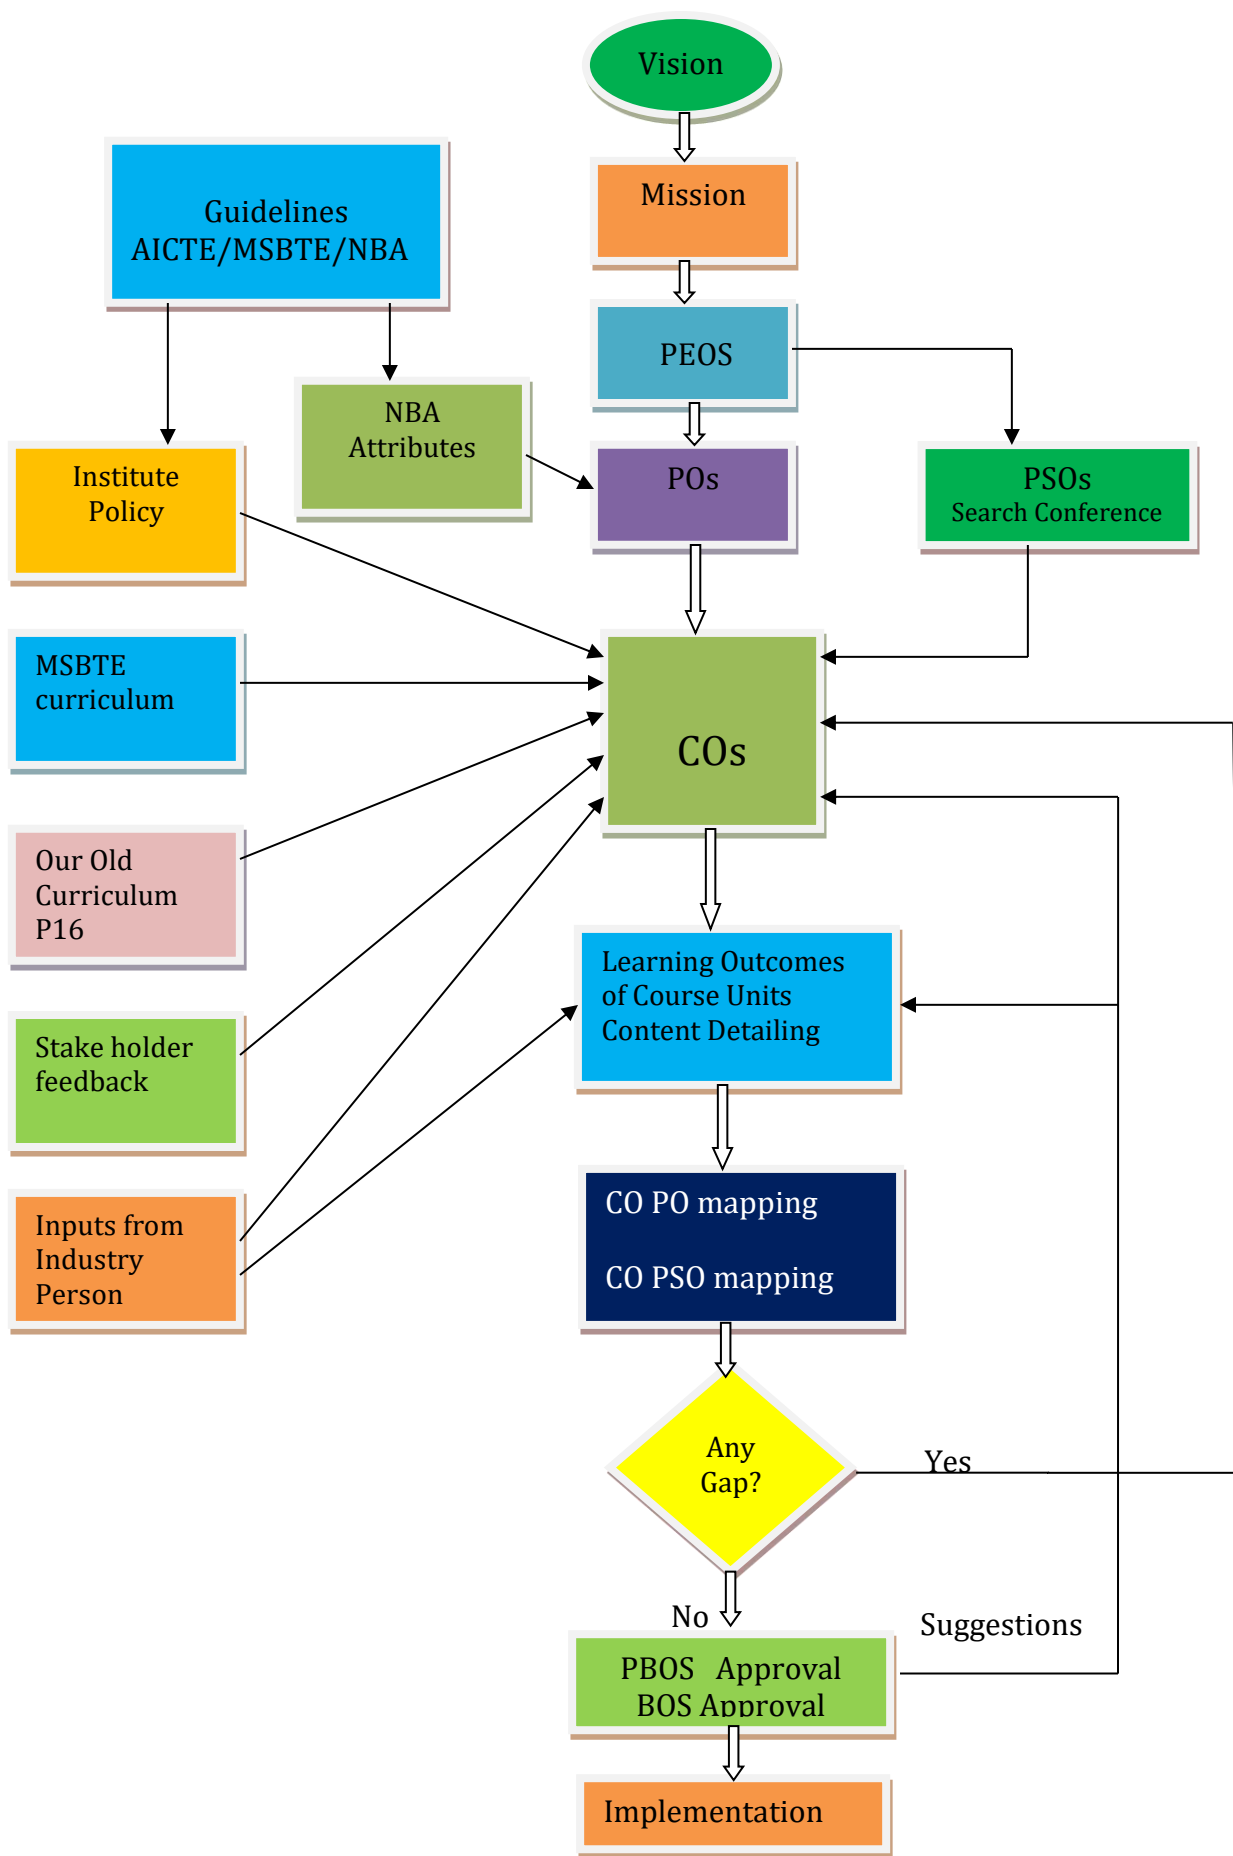 Vision
Mission
Guidelines
AICTE/MSBTE/NBA
PEOS
NBA
Attributes
POs
PSOs
Search Conference
Institute
Policy
MSBTE
curriculum
COs
Our Old
Curriculum
P16
Learning Outcomes
of Course Units
Content Detailing
Stake holder
feedback
CO PO mapping
CO PSO mapping
Inputs from
Industry
Person
Any
Gap?
Yes
No
Suggestions
PBOS Approval
BOS Approval
Implementation